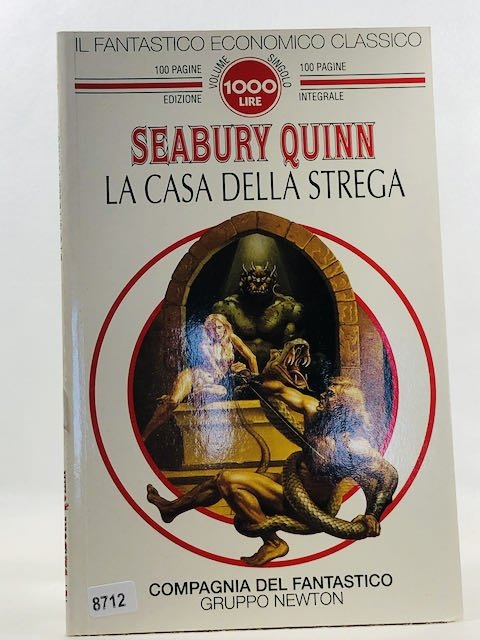 IL FANTASTICO ECONOMICO CLASSICO
100 PAGINE
VOLUME SINGOLO
100 PAGINE
1000
LIRE
EDIZIONE
INTEGRALE
SEABURY QUINN
LA CASA DELLA STREGA
COMPAGNIA DEL FANTASTICO
GRUPPO NEWTON
8712